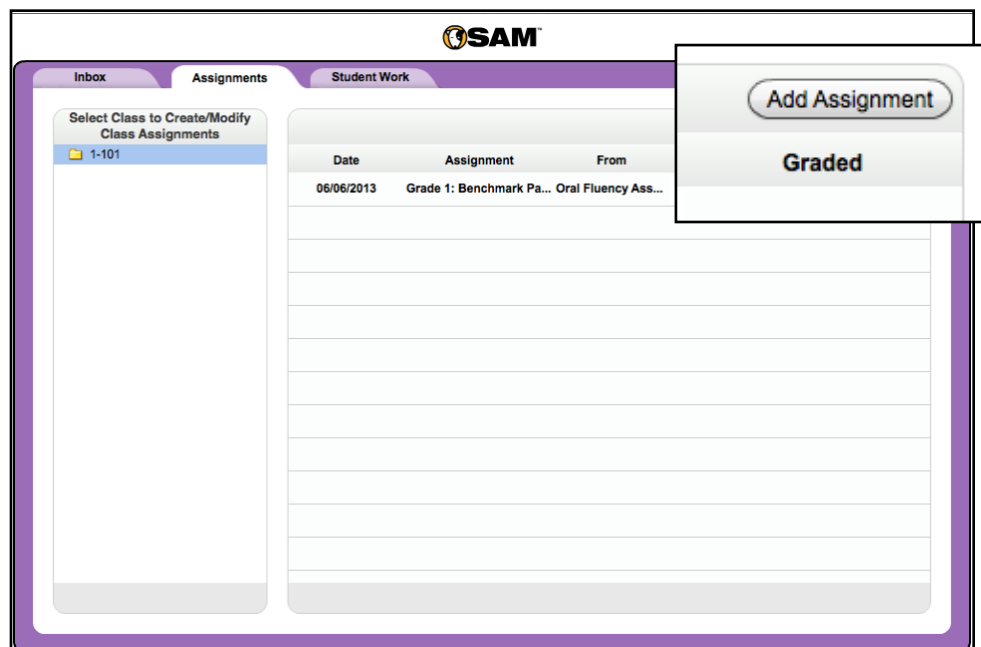 SAM™
Inbox Assignments Student Work
Add Assignment
Select Class to Create/Modify
Class Assignments
1-101
Date Assignment From Graded
06/06/2013 Grade 1: Benchmark Pa... Oral Fluency Ass...